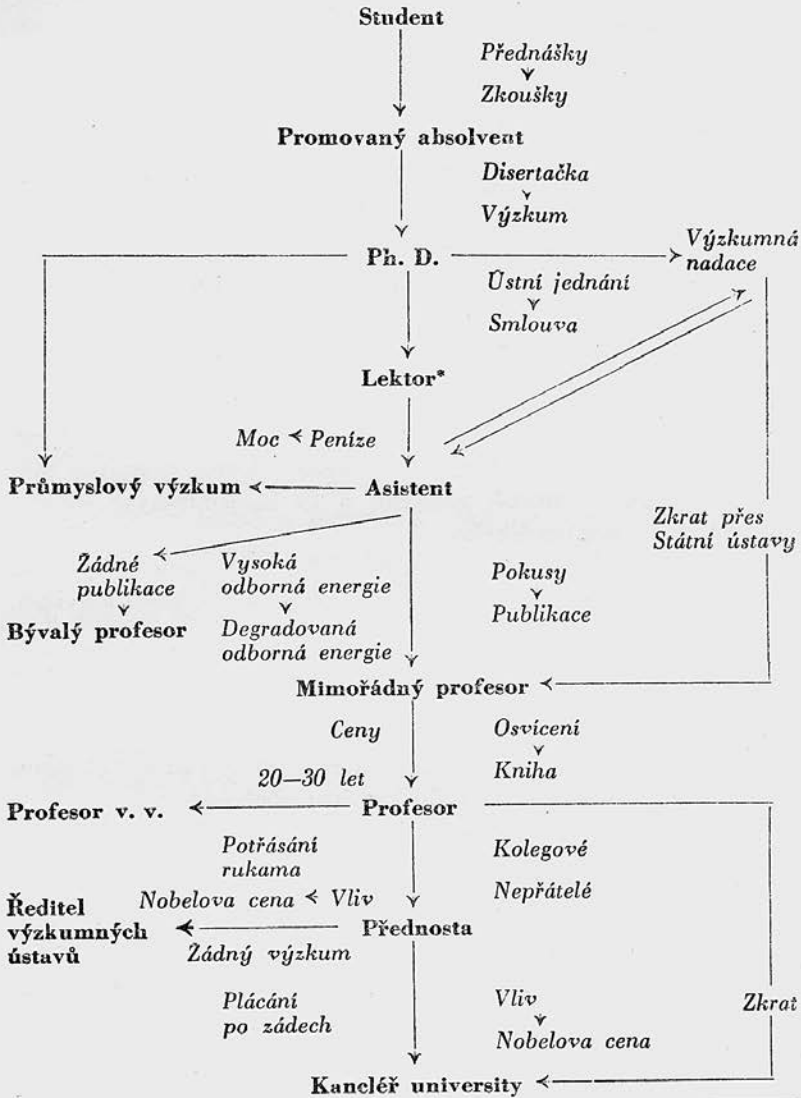 Student
Přednášky
Zkoušky
Promovaný absolvent
Disertačka
Výzkum
Výzkumná
nadace
Ph. D.
Ústní jednání
Smlouva
Lektor*
Moc Peníze
Průmyslový výzkum Asistent
Zkrat přes
Státní ústavy
Žádné
publikace
Bývalý profesor
Vysoká
odborná energie
Degradovaná
odborná energie
Pokusy
Publikace
Mimořádný profesor
Ceny
Osvícení
Kniha
20—30 let
Profesor v. v. Profesor
Potřásání
rukama
Kolegové
Nepřátelé
Nobelova cena Vliv
Ředitel
výzkumných
ústavů
Přednosta
Žádný výzkum
Plácání
po zádech
Vliv
Nobelova cena
Zkrat
Kancléř university